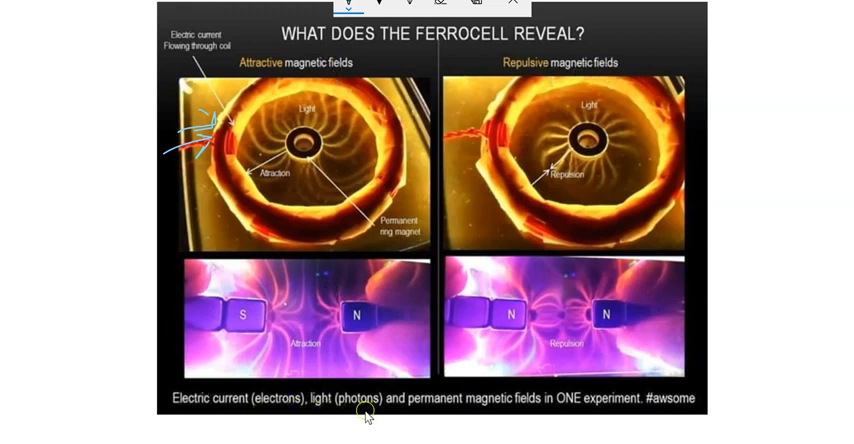 WHAT DOES THE FERROCELL REVEAL?
Electric current
Flowing through coil
Attractive magnetic fields
Repulsive magnetic fields
Light
Attraction
Permanent
ring magnet
Light
Repulsion
S
N
Attraction
N
N
Repulsion
Electric current (electrons), light (photons) and permanent magnetic fields in ONE experiment. #awsome